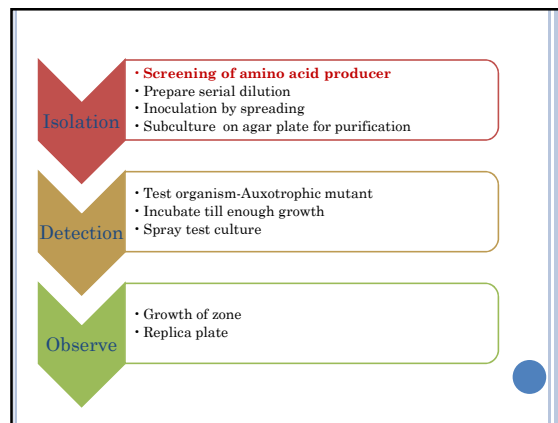 Isolation
• Screening of amino acid producer
• Prepare serial dilution
• Inoculation by spreading
• Subculture on agar plate for purification
Detection
• Test organism-Auxotrophic mutant
• Incubate till enough growth
• Spray test culture
Observe
• Growth of zone
• Replica plate